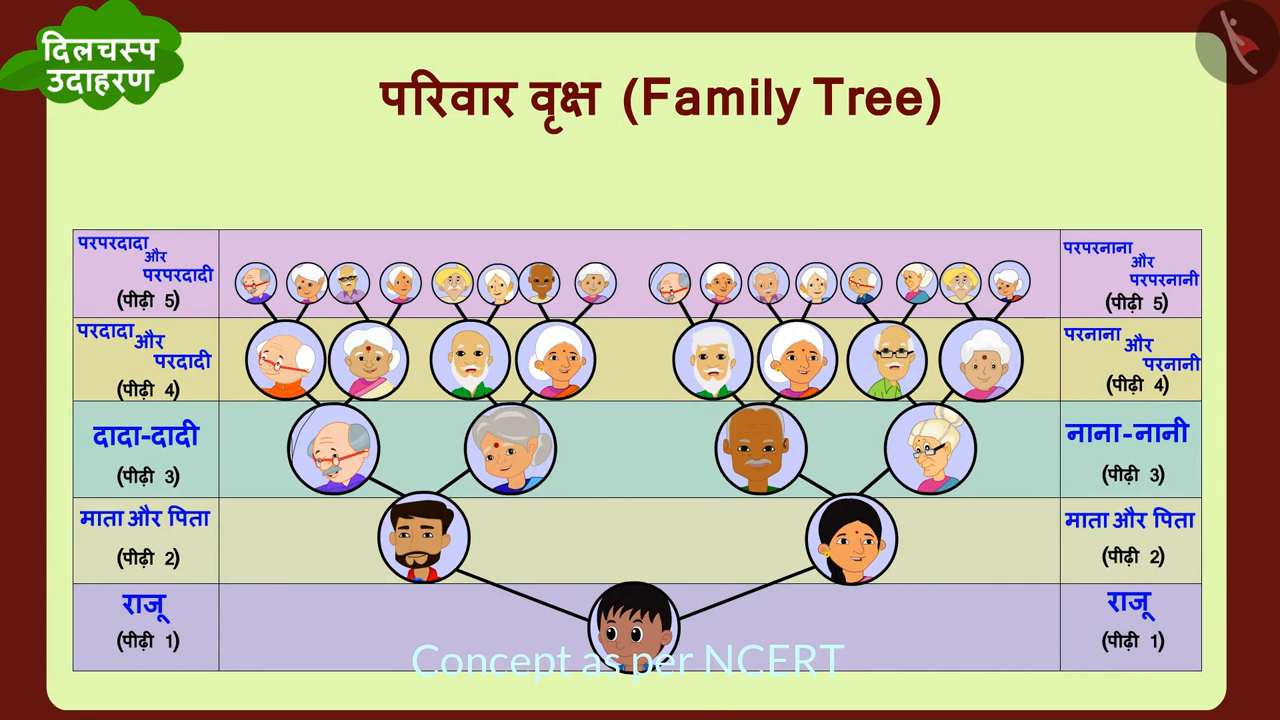 दिलचस्प
उदाहरण
परिवार वृक्ष (Family Tree)
परपरदादा
और
परपरदादी
(पीढ़ी 5)
परपरनाना
और
परपरनानी
(पीढ़ी 5)
परदादा
और
परदादी
(पीढ़ी 4)
परनाना
और
परनानी
(पीढ़ी 4)
दादा-दादी
(पीढ़ी 3)
नाना-नानी
(पीढ़ी 3)
माता और पिता
(पीढ़ी 2)
माता और पिता
(पीढ़ी 2)
राजू
(पीढ़ी 1)
राजू
(पीढ़ी 1)
Concept as per NCERT